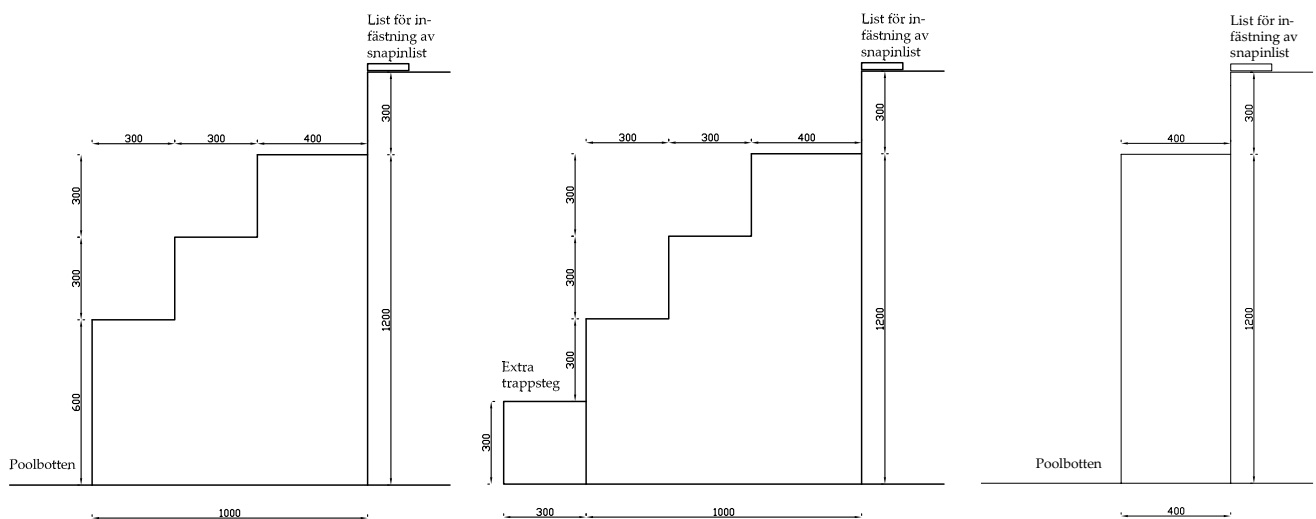 List för in-
fästning av
snapinlist
300
300
300
400
300
300
1200
600
Poolbotten
1000
List för in-
fästning av
snapinlist
300
300
300
400
300
300
1200
300
Extra
trappsteg
300
300
1000
List för in-
fästning av
snapinlist
300
400
1200
Poolbotten
400